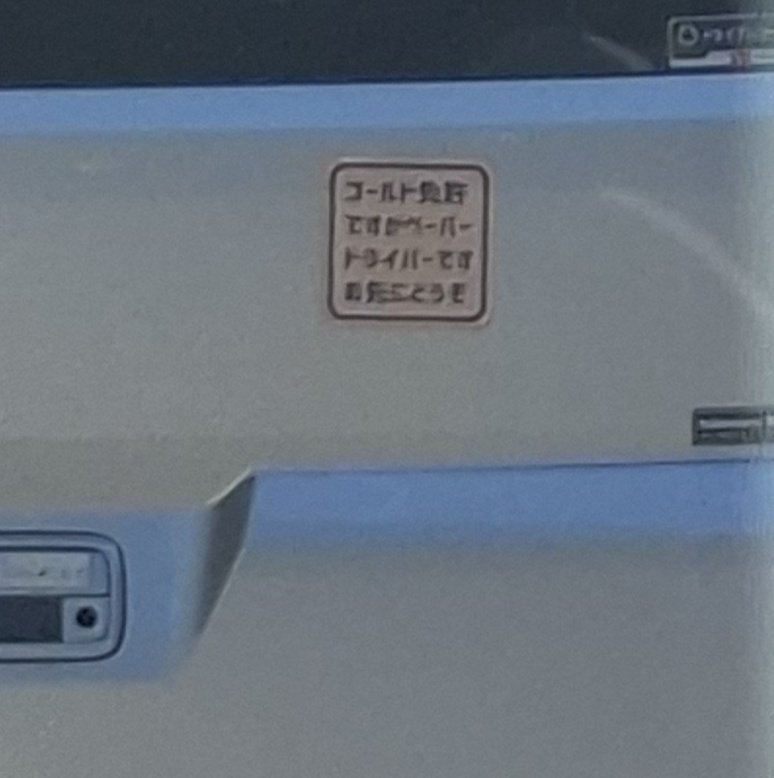 ゴールド免許
ですがペーパー
ドライバーです
お先にどうぞ